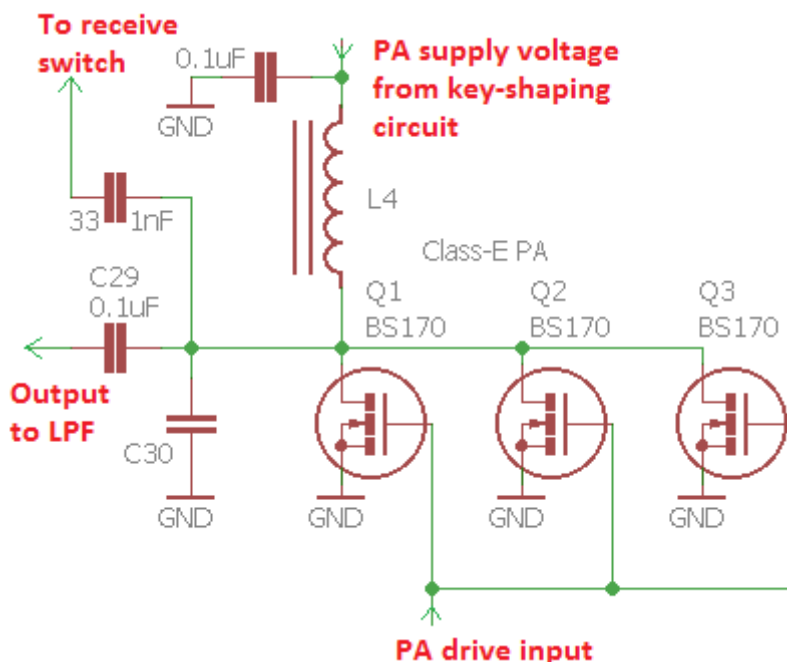 To receive
switch
0.1uF
PA supply voltage
from key-shaping
circuit
GND
33 1nF
L4
Class-E PA
C29
0.1uF
Q1
BS170
Q2
BS170
Q3
BS170
Output
to LPF
C30
GND
GND
GND
GND
PA drive input